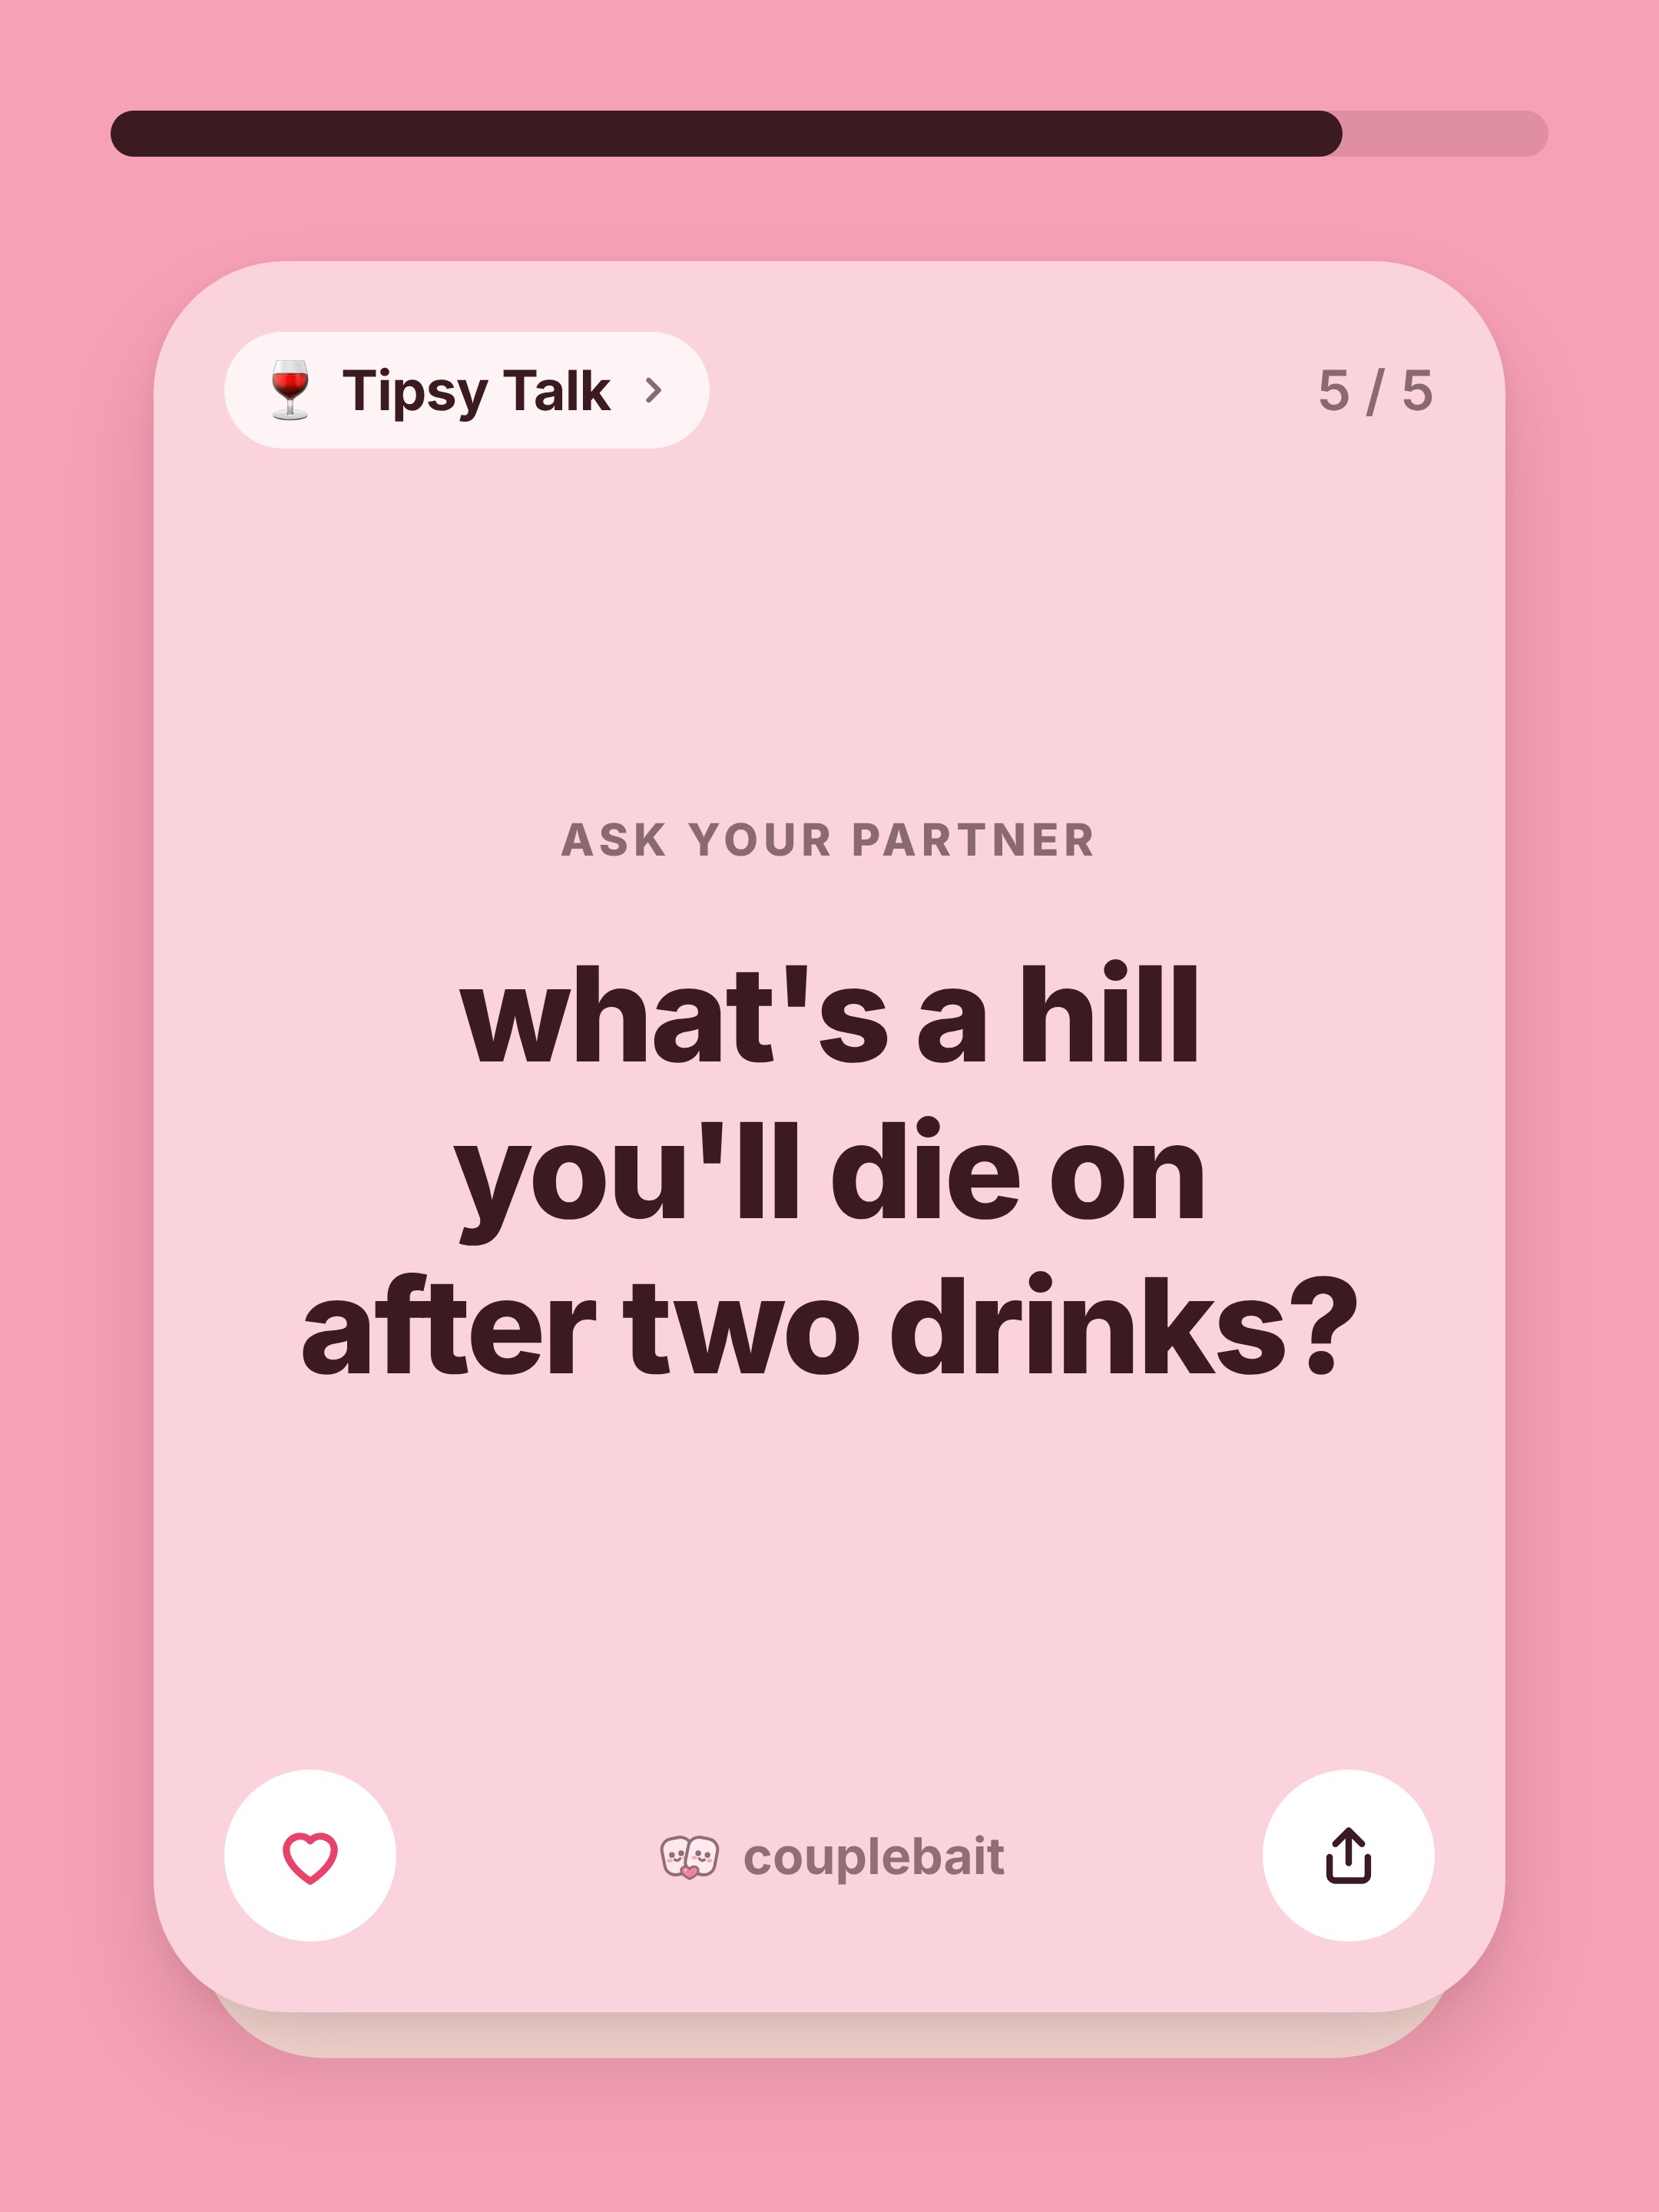 Tipsy Talk
5 / 5
ASK YOUR PARTNER
what's a hill
you'll die on
after two drinks?
couplebait